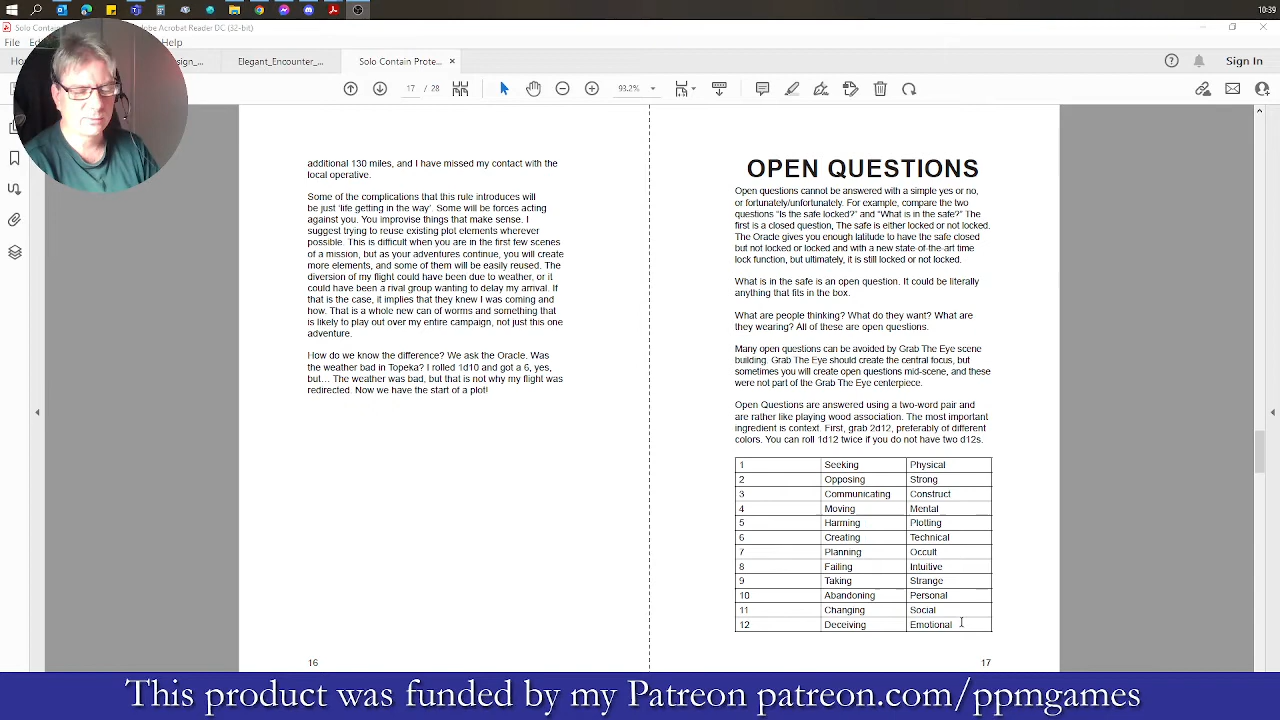 10:39
Solo Contai
dobe Acrobat Reader DC (32-bit)
File
Help
Elegant_Encounter_...
Solo Contain Prote...
Sign In
17 / 28
93.2%
additional 130 miles, and I have missed my contact with the
local operative.
Some of the complications that this rule introduces will
be just 'life getting in the way'. Some will be forces acting
against you. You improvise things that make sense. I
suggest trying to reuse existing plot elements wherever
possible. This is difficult when you are in the first few scenes
of a mission, but as your adventures continue, you will create
more elements, and some of them will be easily reused. The
diversion of my flight could have been due to weather, or it
could have been a rival group wanting to delay my arrival. If
that is the case, it implies that they knew I was coming and
how. That is a whole new can of worms and something that
is likely to play out over my entire campaign, not just this one
adventure.
How do we know the difference? We ask the Oracle. Was
the weather bad in Topeka? I rolled 1d10 and got a 6, yes,
but... The weather was bad, but that is not why my flight was
redirected. Now we have the start of a plot!
16
OPEN QUESTIONS
Open questions cannot be answered with a simple yes or no,
or fortunately/unfortunately. For example, compare the two
questions "Is the safe locked?" and "What is in the safe?" The
first is a closed question, The safe is either locked or not locked.
The Oracle gives you enough latitude to have the safe closed
but not locked or locked and with a new state-of-the-art time
lock function, but ultimately, it is still locked or not locked.
What is in the safe is an open question. It could be literally
anything that fits in the box.
What are people thinking? What do they want? What are
they wearing? All of these are open questions.
Many open questions can be avoided by Grab The Eye scene
building. Grab The Eye should create the central focus, but
sometimes you will create open questions mid-scene, and these
were not part of the Grab The Eye centerpiece.
Open Questions are answered using a two-word pair and
are rather like playing wood association. The most important
ingredient is context. First, grab 2d12, preferably of different
colors. You can roll 1d12 twice if you do not have two d12s.
1 Seeking Physical
2 Opposing Strong
3 Communicating Construct
4 Moving Mental
5 Harming Plotting
6 Creating Technical
7 Planning Occult
8 Failing Intuitive
9 Taking Strange
10 Abandoning Personal
11 Changing Social
12 Deceiving Emotional
17
This product was funded by my Patreon patreon.com/ppmgames